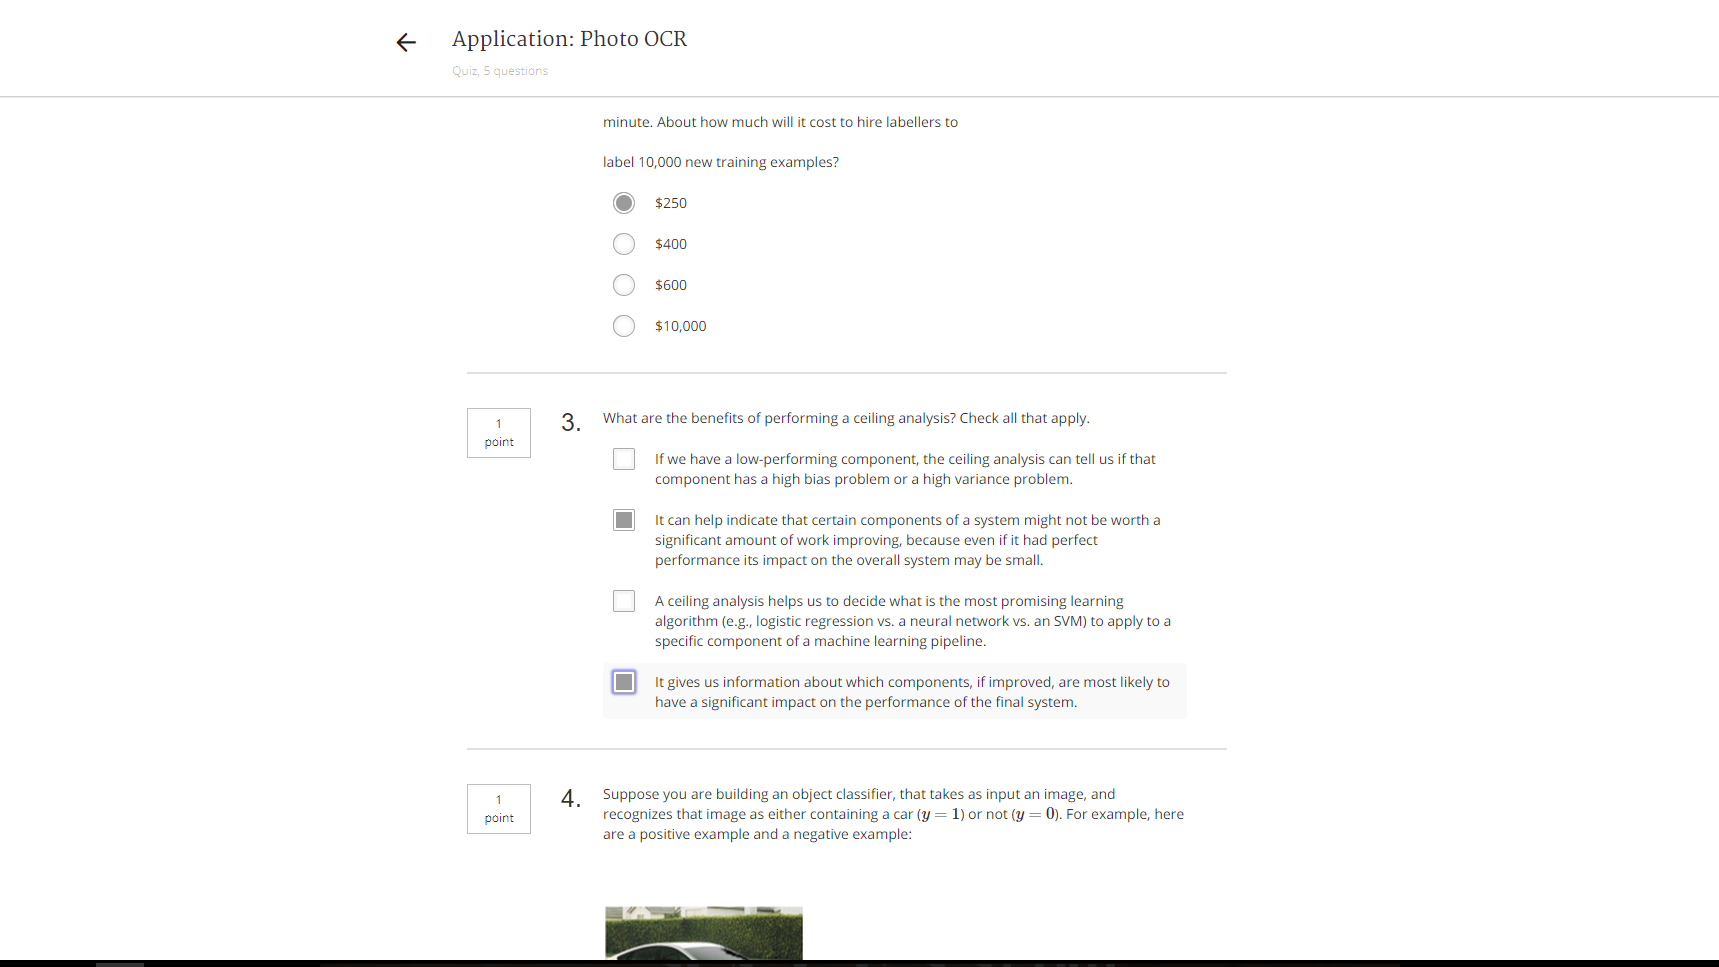 Application: Photo OCR
Quiz, 5 questions
minute. About how much will it cost to hire labellers to
label 10,000 new training examples?
$250
$400
$600
$10,000
1
point
3.
What are the benefits of performing a ceiling analysis? Check all that apply.
If we have a low-performing component, the ceiling analysis can tell us if that
component has a high bias problem or a high variance problem.
It can help indicate that certain components of a system might not be worth a
significant amount of work improving, because even if it had perfect
performance its impact on the overall system may be small.
A ceiling analysis helps us to decide what is the most promising learning
algorithm (e.g., logistic regression vs. a neural network vs. an SVM) to apply to a
specific component of a machine learning pipeline.
It gives us information about which components, if improved, are most likely to
have a significant impact on the performance of the final system.
1
point
4.
Suppose you are building an object classifier, that takes as input an image, and
recognizes that image as either containing a car (y = 1) or not (y = 0). For example, here
are a positive example and a negative example: